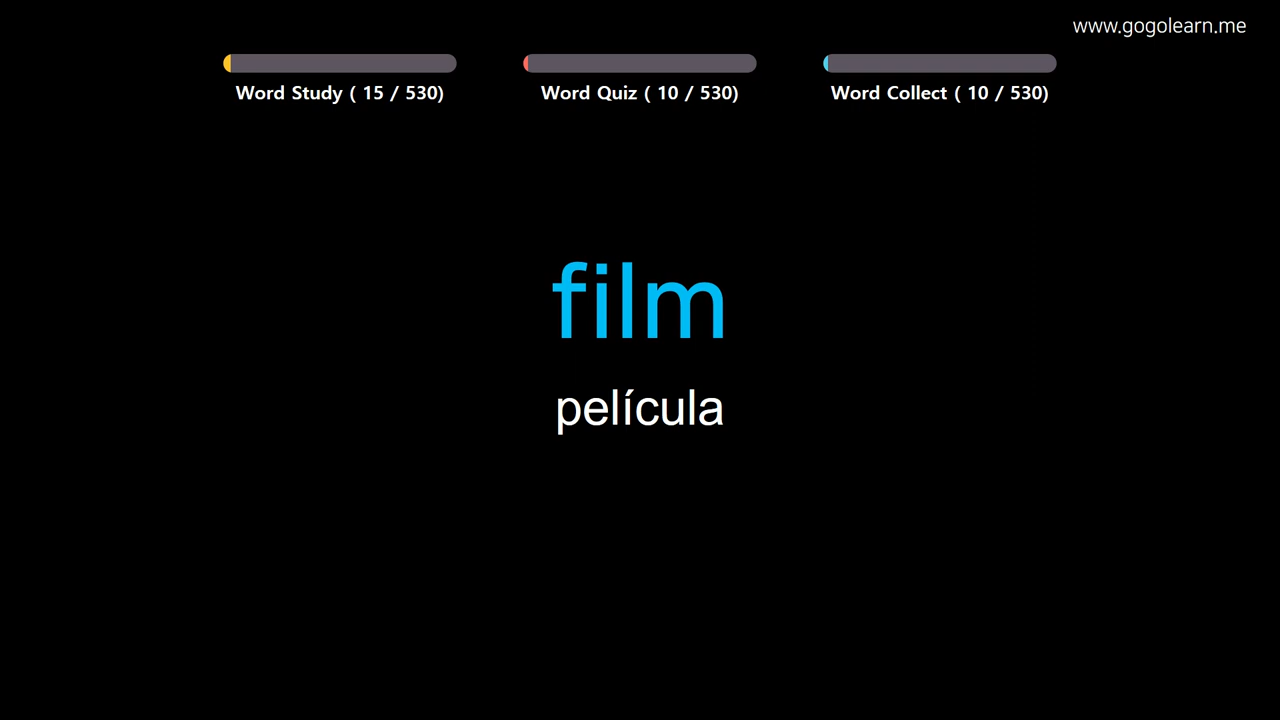 www.gogolearn.me
Word Study ( 15 / 530)
Word Quiz ( 10 / 530)
Word Collect ( 10 / 530)
film
película